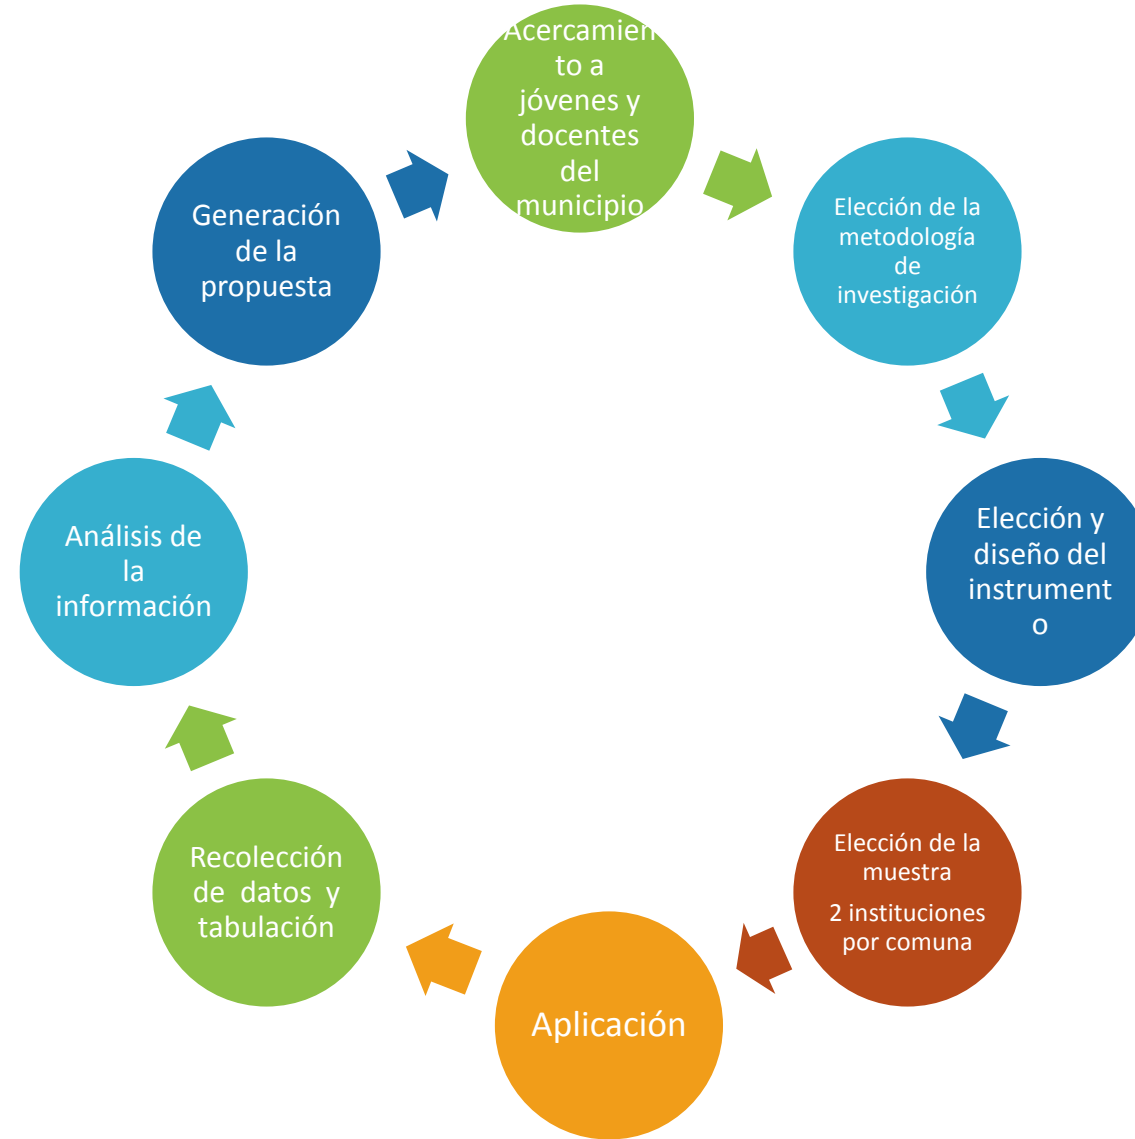 Acercamien
to a
jóvenes y
docentes
del
municipio
Elección de la
metodología
de
investigación
Elección y
diseño del
instrument
o
Elección de la
muestra
2 instituciones
por comuna
Aplicación
Recolección
de datos y
tabulación
Análisis de
la
información
Generación
de la
propuesta